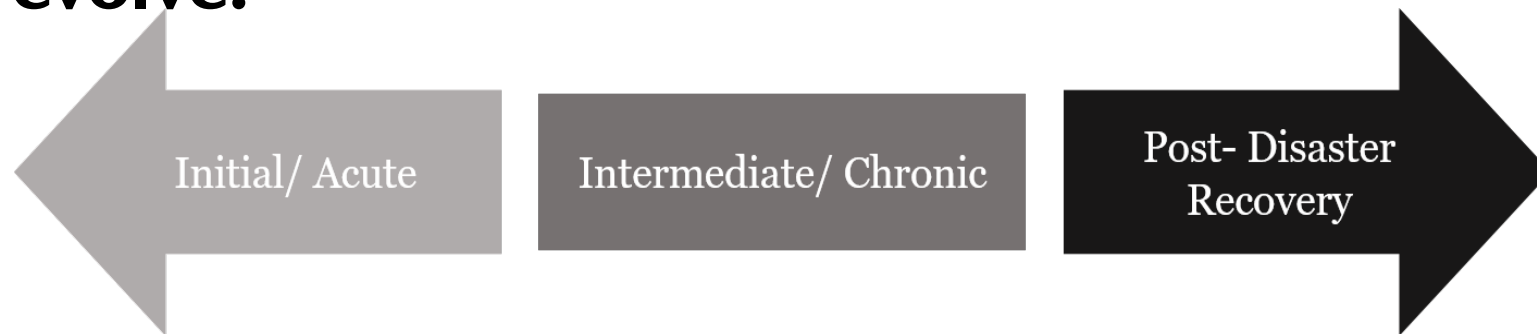 evolve:
Initial/ Acute
Intermediate/ Chronic
Post- Disaster
Recovery